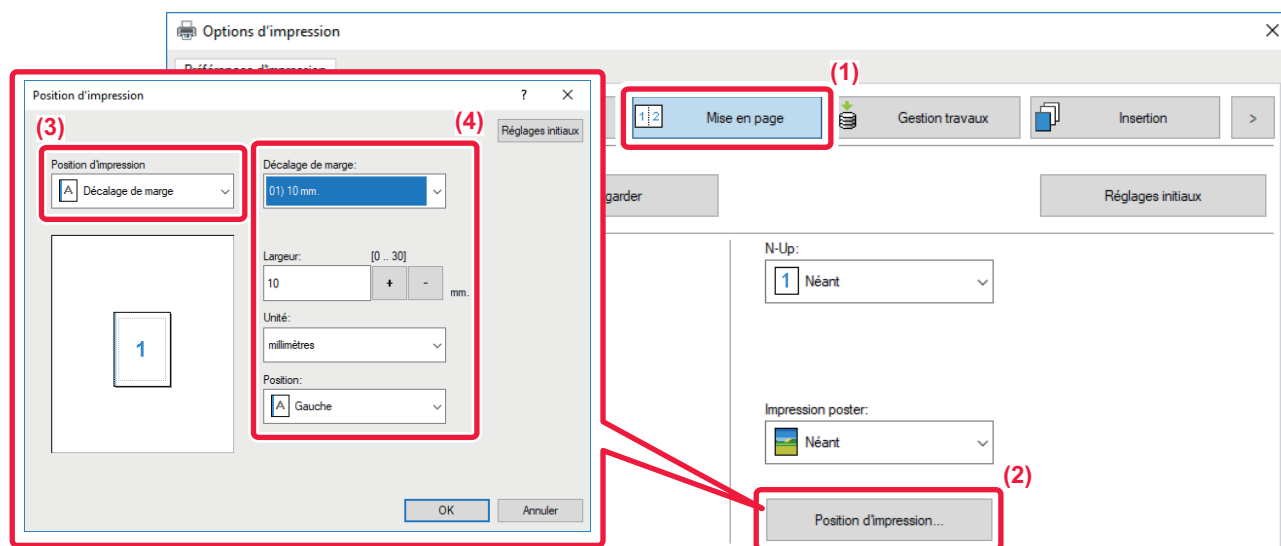 Options d'impression
Préférences d'impression
(1)
1 2 Mise en page
Gestion travaux
Insertion
>
garder
Réglages initiaux
N-Up:
1 Néant
Impression poster:
Néant
(2)
Position d'impression...
Position d'impression
?
(3)
(4)
Réglages initiaux
Position d'impression
A Décalage de marge
Décalage de marge:
01) 10 mm.
Largeur: [0 .. 30]
10 + - mm.
Unité:
millimètres
Position:
A Gauche
1
OK Annuler